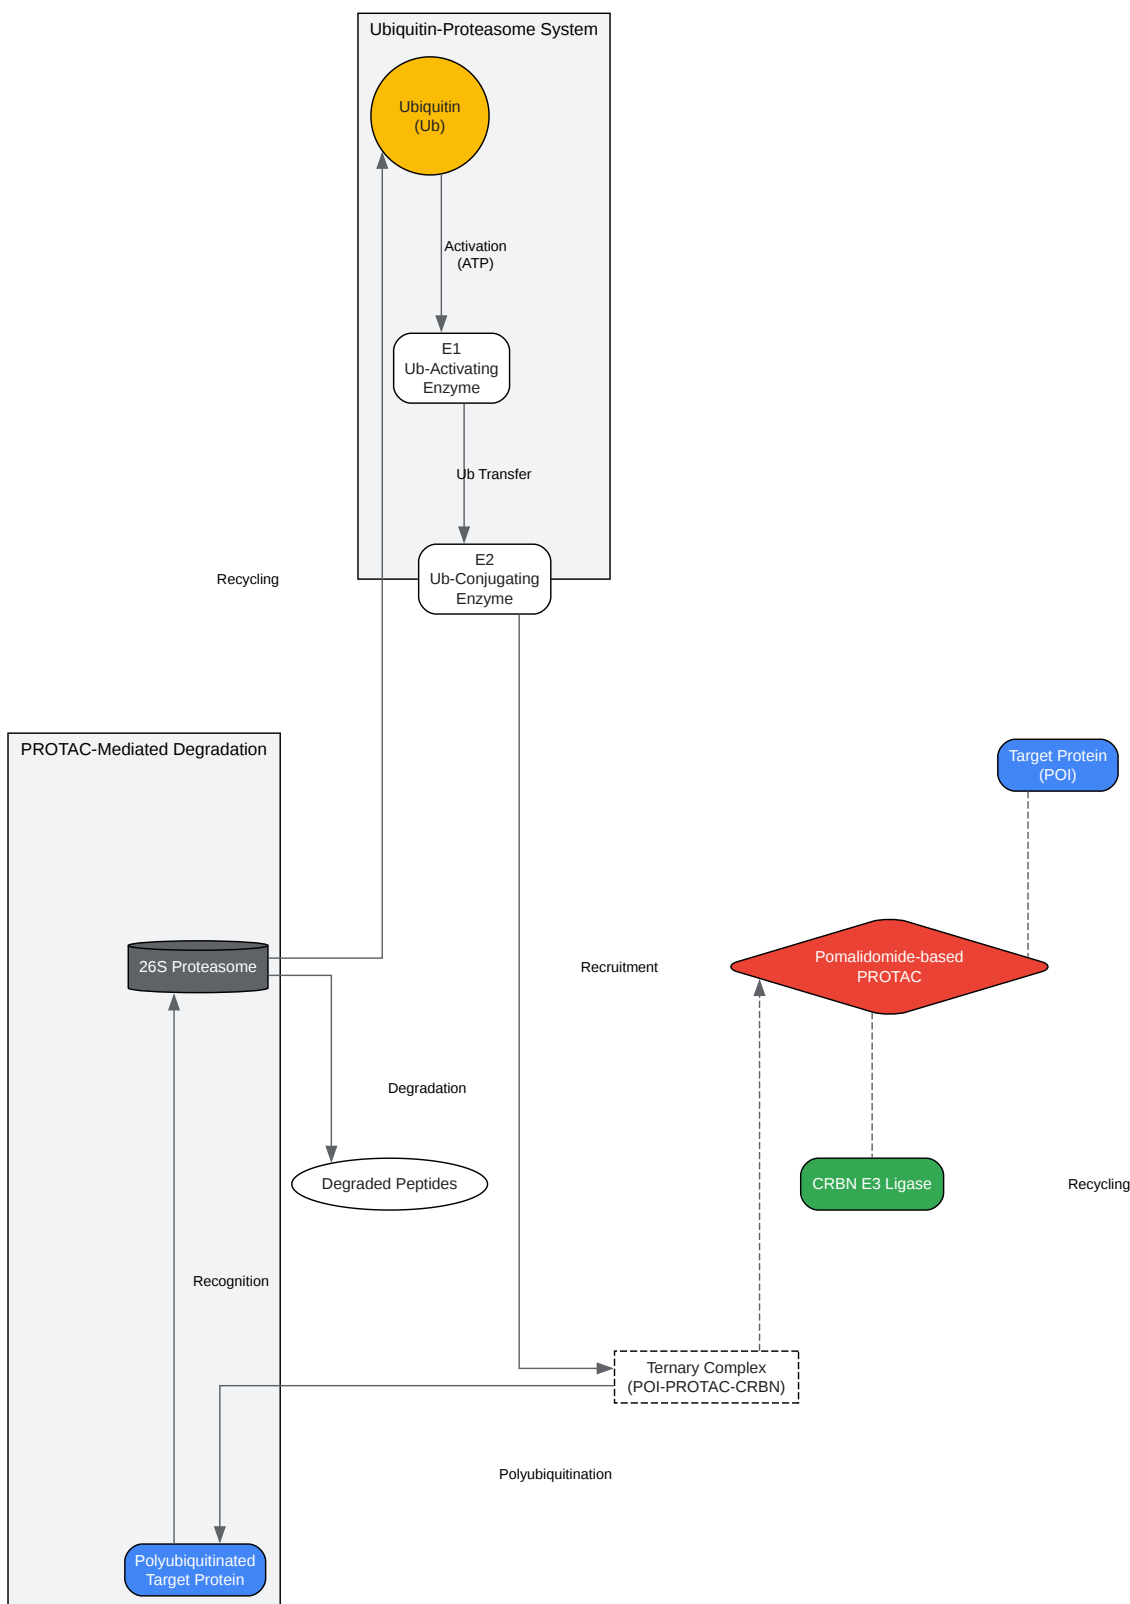 Ubiquitin-Proteasome System
Ubiquitin
(Ub)
Activation
(ATP)
E1
Ub-Activating
Enzyme
Ub Transfer
E2
Ub-Conjugating
Enzyme
Recycling
PROTAC-Mediated Degradation
Target Protein
(POI)
26S Proteasome
Recruitment
Pomalidomide-based
PROTAC
Degradation
Degraded Peptides
CRBN E3 Ligase
Recycling
Recognition
Ternary Complex
(POI-PROTAC-CRBN)
Polyubiquitination
Polyubiquitinated
Target Protein